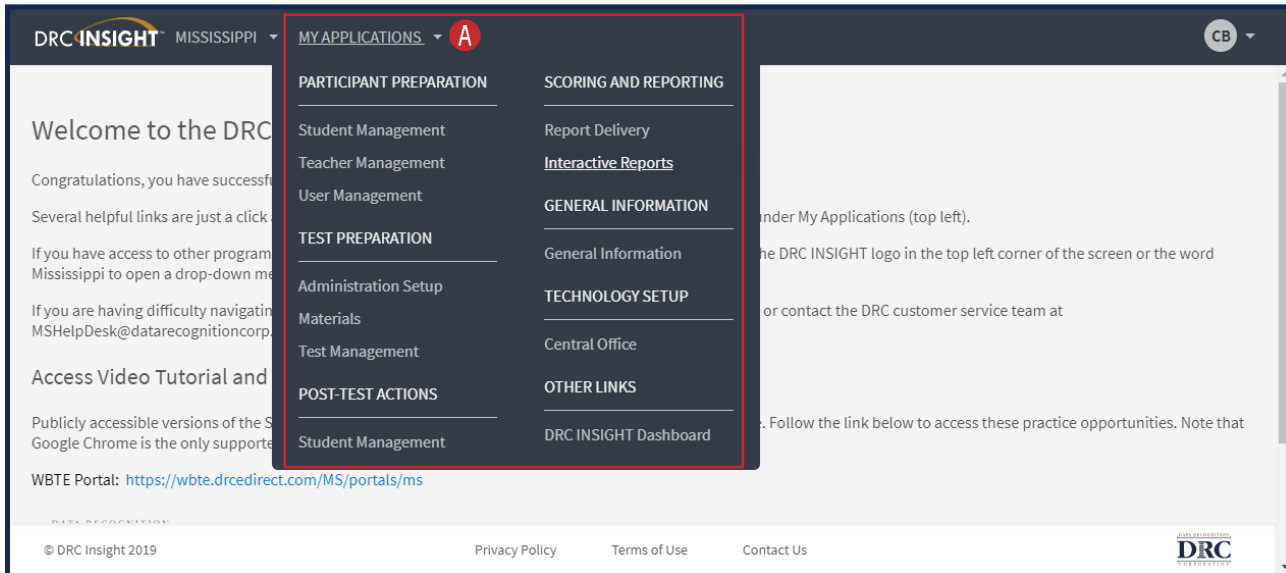 DRC INSIGHT MISSISSIPPI MY APPLICATIONS A CB
PARTICIPANT PREPARATION
Student Management
Teacher Management
User Management
TEST PREPARATION
Administration Setup
Materials
Test Management
POST-TEST ACTIONS
Student Management
SCORING AND REPORTING
Report Delivery
Interactive Reports
GENERAL INFORMATION
General Information
TECHNOLOGY SETUP
Central Office
OTHER LINKS
DRC INSIGHT Dashboard
Welcome to the DRC
Congratulations, you have successf
Several helpful links are just a click under My Applications (top left).
If you have access to other program he DRC INSIGHT logo in the top left corner of the screen or the word
Mississippi to open a drop-down me
If you are having difficulty navigatin or contact the DRC customer service team at
MSHelpDesk@datarecognitioncorp.
Access Video Tutorial and
Publicly accessible versions of the S . Follow the link below to access these practice opportunities. Note that
Google Chrome is the only supporte
WBTE Portal: https://wbte.drcedirect.com/MS/portals/ms
DATA RECOGNITION
© DRC Insight 2019 Privacy Policy Terms of Use Contact Us
DATA RECOGNITION
DRC
CORPORATION